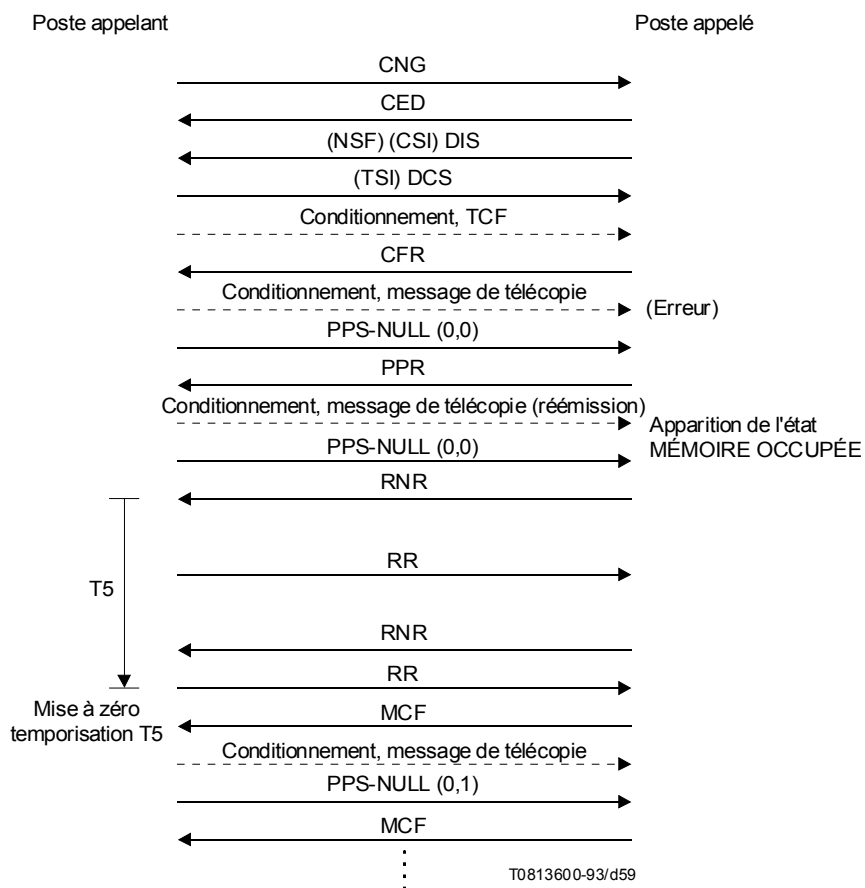 Poste appelant
Poste appelé
CNG
CED
(NSF) (CSI) DIS
(TSI) DCS
Conditionnement, TCF
CFR
Conditionnement, message de télécopie
(Erreur)
PPS-NULL (0,0)
PPR
Conditionnement, message de télécopie (réémission)
Apparition de l'état
MÉMOIRE OCCUPÉE
PPS-NULL (0,0)
RNR
RR
T5
RNR
RR
Mise à zéro
temporisation T5
MCF
Conditionnement, message de télécopie
PPS-NULL (0,1)
MCF
T0813600-93/d59